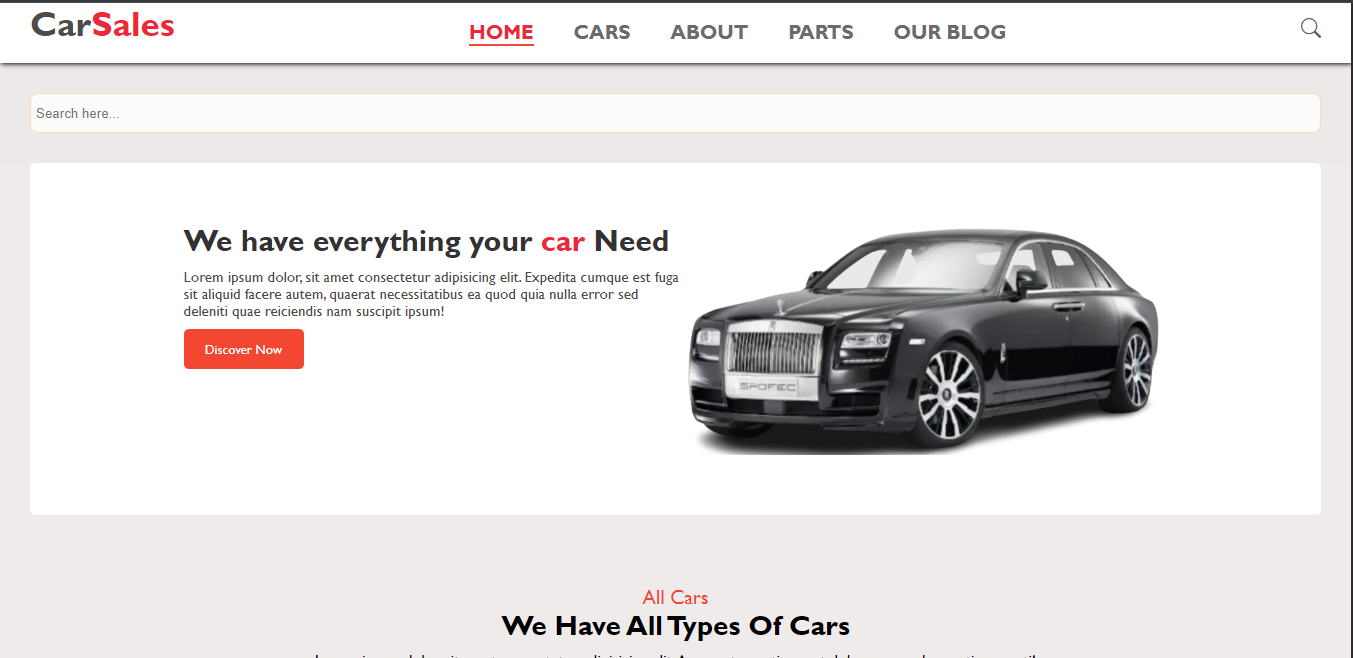 CarSales
HOME CARS ABOUT PARTS OUR BLOG
Search here...
We have everything your car Need
Lorem ipsum dolor, sit amet consectetur adipisicing elit. Expedita cumque est fuga
sit aliquid facere autem, quaerat necessitatibus ea quod quia nulla error sed
deleniti quae reiciendis nam suscipit ipsum!
Discover Now
SPOFEC
All Cars
We Have All Types Of Cars